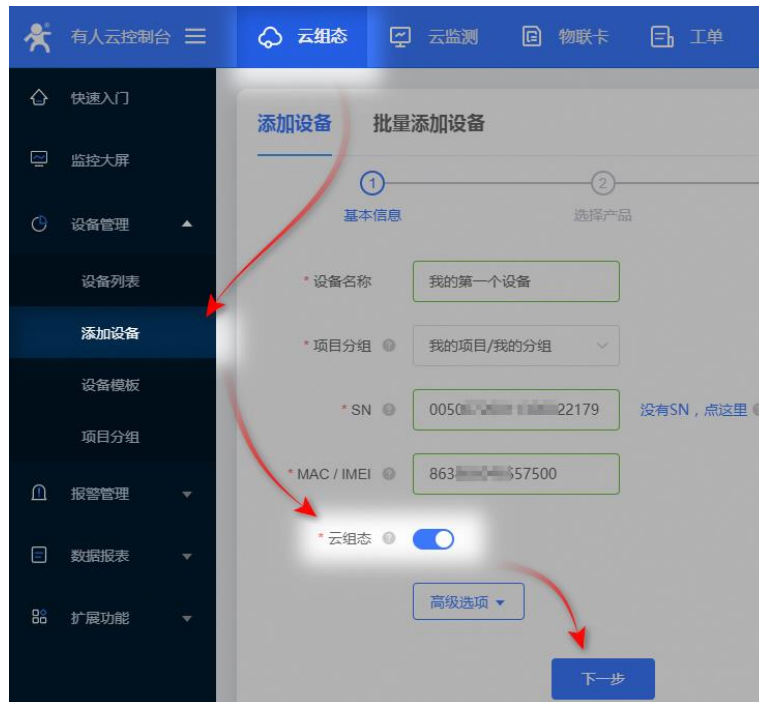 有人云控制台
云组态
云监测
物联卡
工单
快速入门
监控大屏
设备管理
设备列表
添加设备
设备模板
项目分组
报警管理
数据报表
扩展功能
添加设备
批量添加设备
1
2
基本信息
选择产品
* 设备名称
我的第一个设备
* 项目分组
我的项目/我的分组
* SN
0050 22179
没有SN，点这里
* MAC / IMEI
863 557500
* 云组态
高级选项
下一步